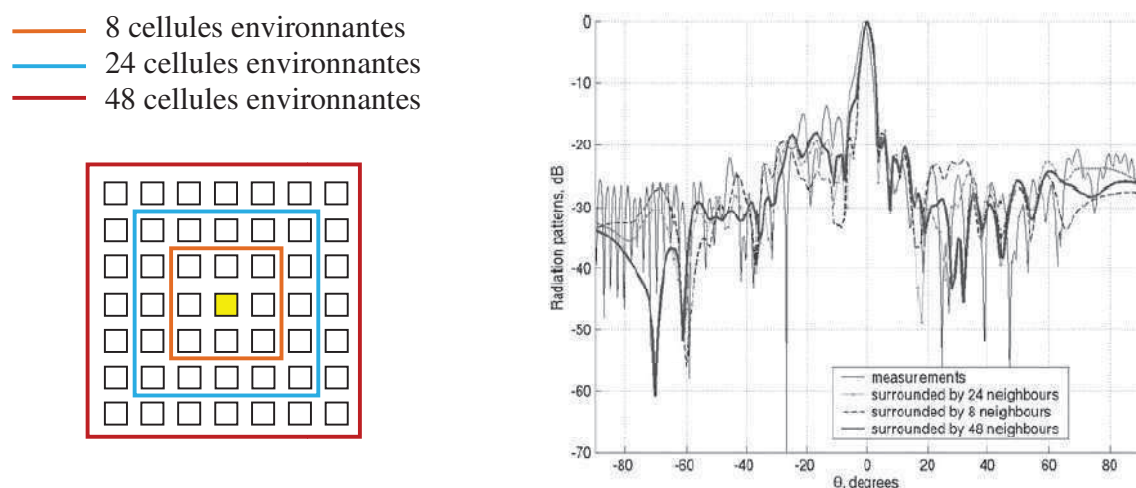 8 cellules environnantes
24 cellules environnantes
48 cellules environnantes
Radiation patterns, dB
0
-10
-20
-30
-40
-50
-60
-70
measurements
surrounded by 24 neighbours
surrounded by 8 neighbours
surrounded by 48 neighbours
-80 -60 -40 -20 0 20 40 60 80
θ, degrees